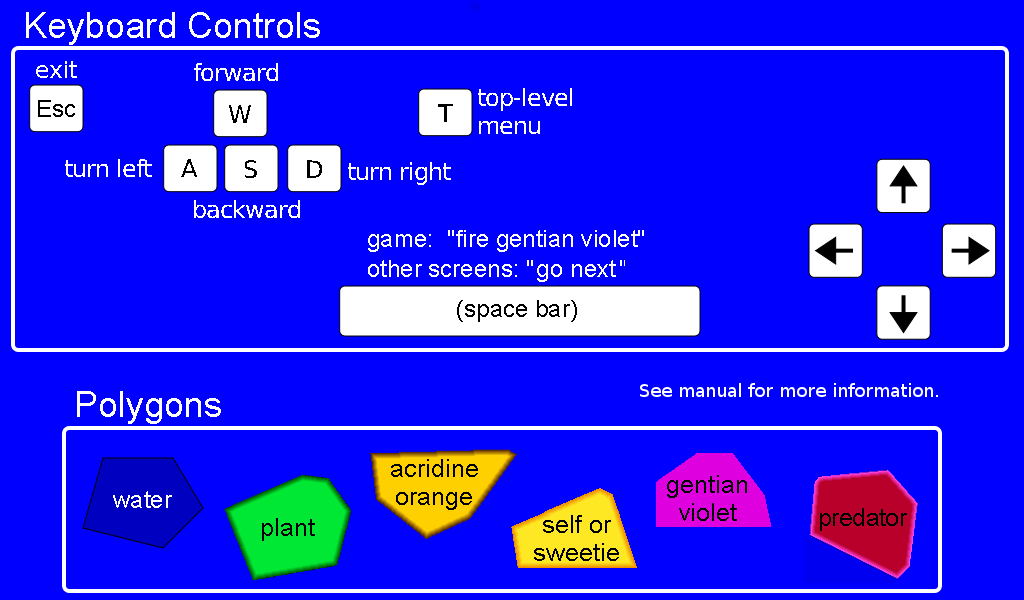 Keyboard Controls
exit
forward
Esc
W
T
top-level
menu
turn left
A
S
D
turn right
backward
game:  "fire gentian violet"
other screens: "go next"
(space bar)
See manual for more information.
Polygons
water
plant
acridine
orange
self or
sweetie
gentian
violet
predator